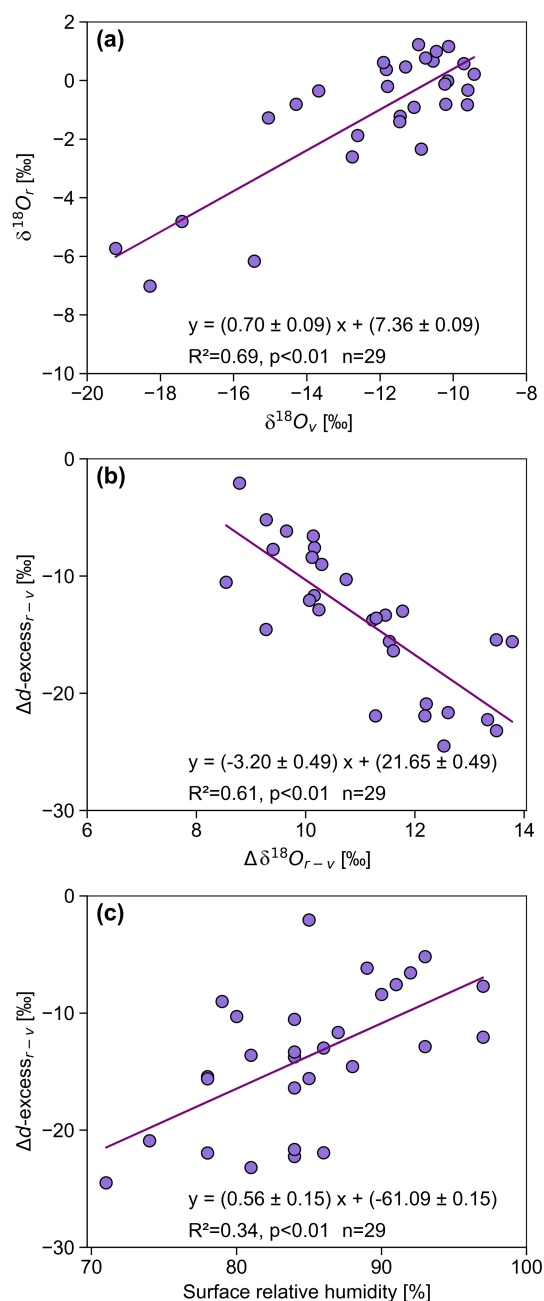 (a)
2
0
−2
−4
−6
−8
−10
δ¹⁸Oᵣ [‰]
y = (0.70 ± 0.09) x + (7.36 ± 0.09)
R²=0.69, p<0.01 n=29
−20 −18 −16 −14 −12 −10 −8
δ¹⁸Oᵥ [‰]
(b)
0
−10
−20
−30
Δd-excessᵣ₋ᵥ [‰]
y = (-3.20 ± 0.49) x + (21.65 ± 0.49)
R²=0.61, p<0.01 n=29
6 8 10 12 14
Δδ¹⁸Oᵣ₋ᵥ [‰]
(c)
0
−10
−20
−30
Δd-excessᵣ₋ᵥ [‰]
y = (0.56 ± 0.15) x + (-61.09 ± 0.15)
R²=0.34, p<0.01 n=29
70 80 90 100
Surface relative humidity [%]